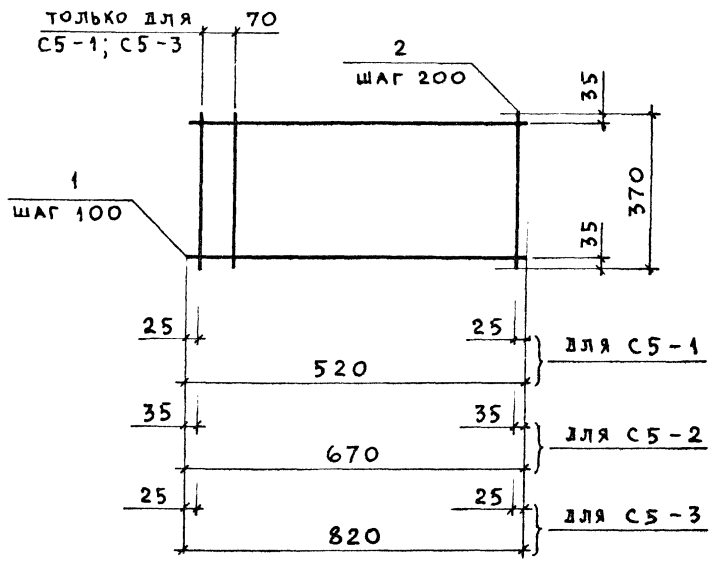 ТОЛЬКО ДЛЯ 70
С5-1; С5-3
2
ШАГ 200
35
370
35
1
ШАГ 100
25 25
520
ДЛЯ С5-1
35 35
670
ДЛЯ С5-2
25 25
820
ДЛЯ С5-3